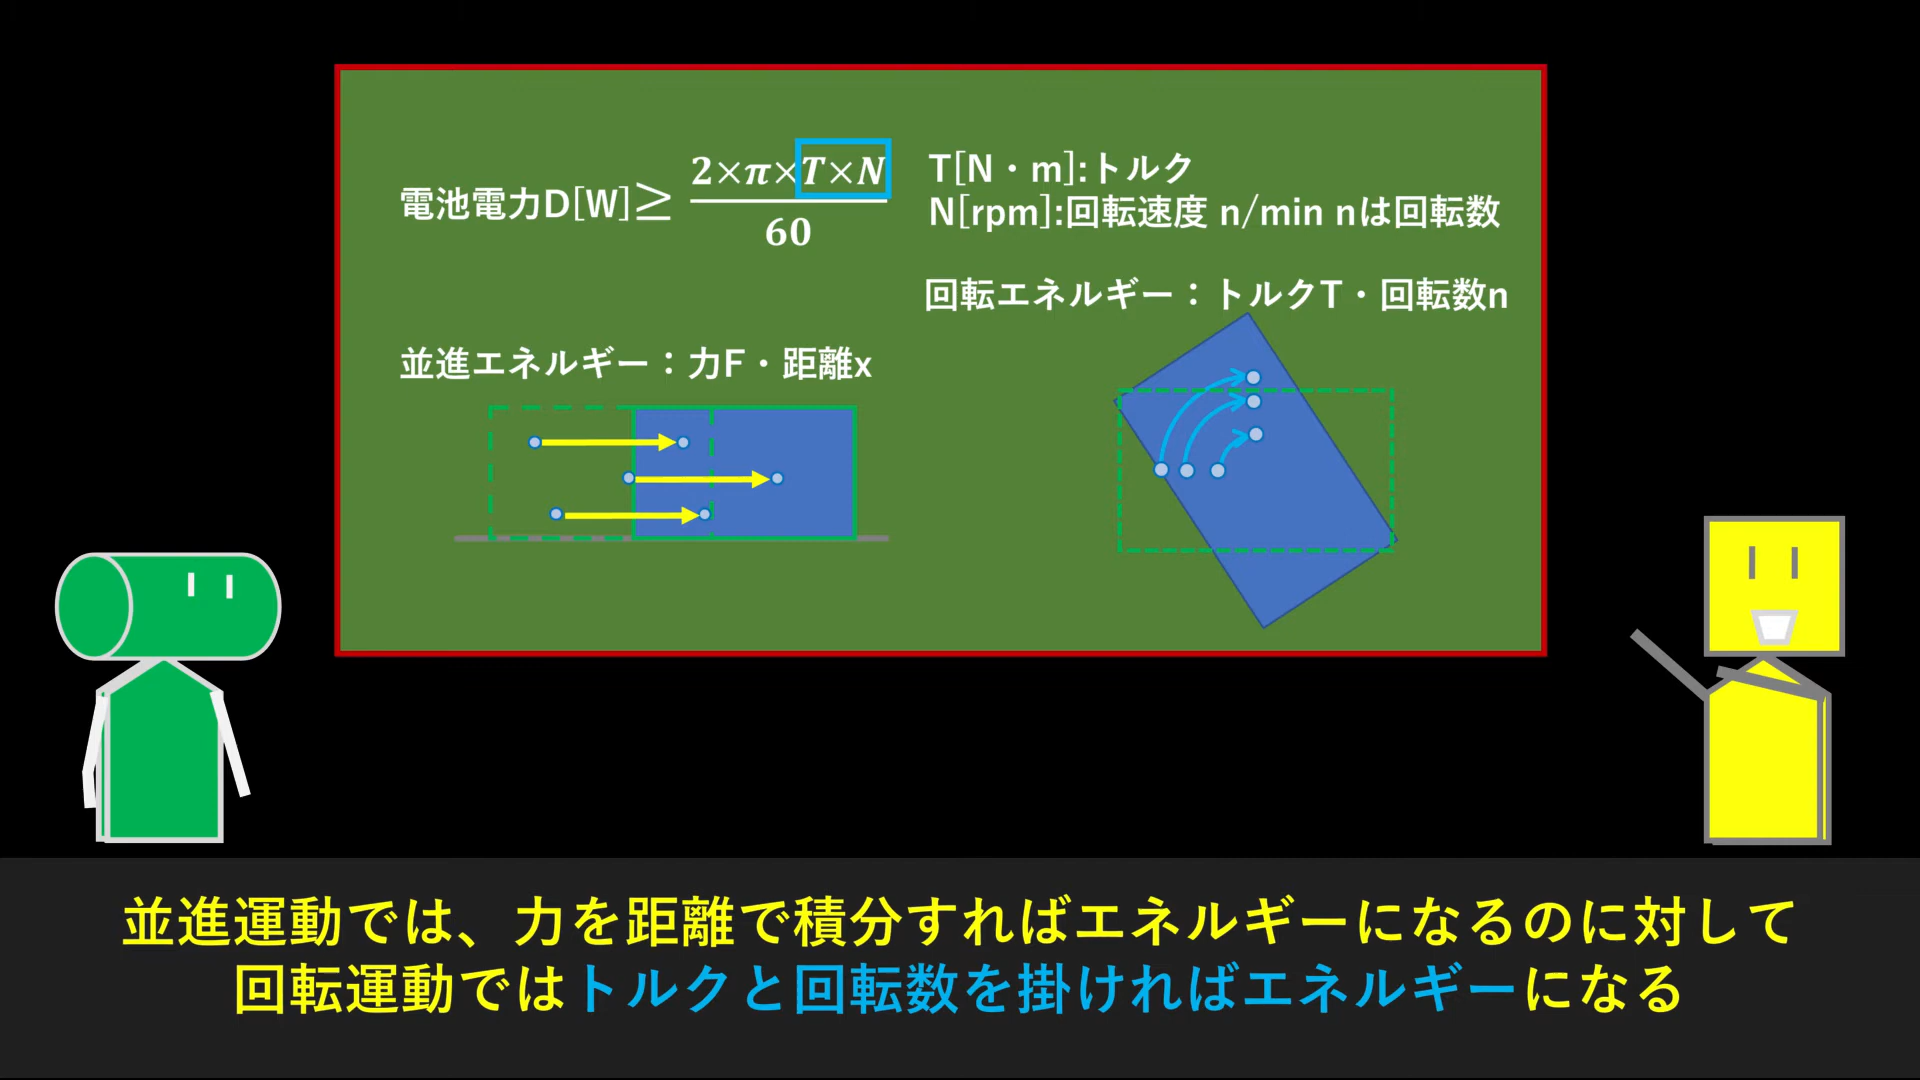 電池電力D[W]≧ 2×π×T×N
60
T[N・m]:トルク
N[rpm]:回転速度 n/min nは回転数
回転エネルギー：トルクT・回転数n
並進エネルギー：力F・距離x
並進運動では、力を距離で積分すればエネルギーになるのに対して
回転運動ではトルクと回転数を掛ければエネルギーになる